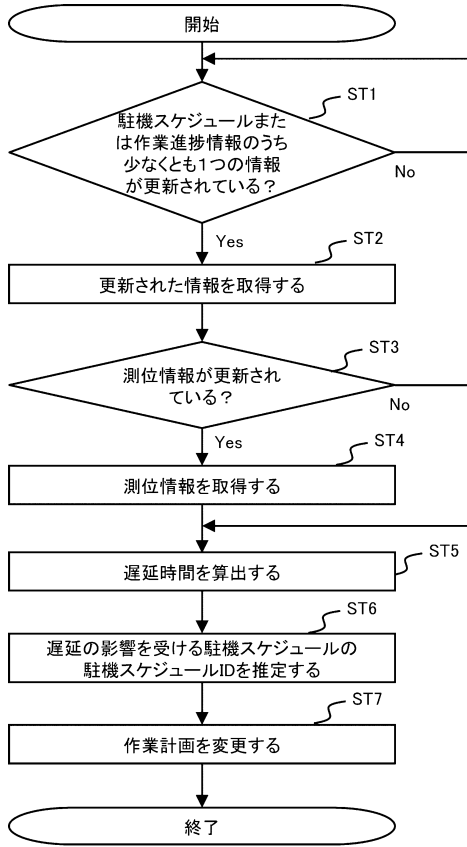 開始
ST1
駐機スケジュールまた
は作業進捗情報のうち
少なくとも1つの情報
が更新されている？
No
Yes
ST2
更新された情報を取得する
ST3
測位情報が更新され
ている？
No
Yes
ST4
測位情報を取得する
ST5
遅延時間を算出する
ST6
遅延の影響を受ける駐機スケジュールの
駐機スケジュールIDを推定する
ST7
作業計画を変更する
終了